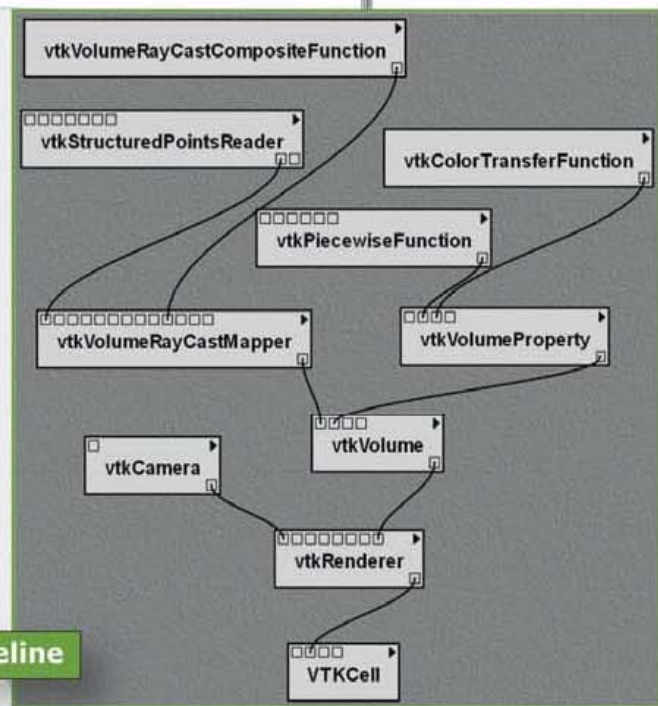 vtkVolumeRayCastCompositeFunction
vtkStructuredPointsReader
vtkColorTransferFunction
vtkPiecewiseFunction
vtkVolumeRayCastMapper
vtkVolumeProperty
vtkVolume
vtkCamera
vtkRenderer
eline
VTKCell